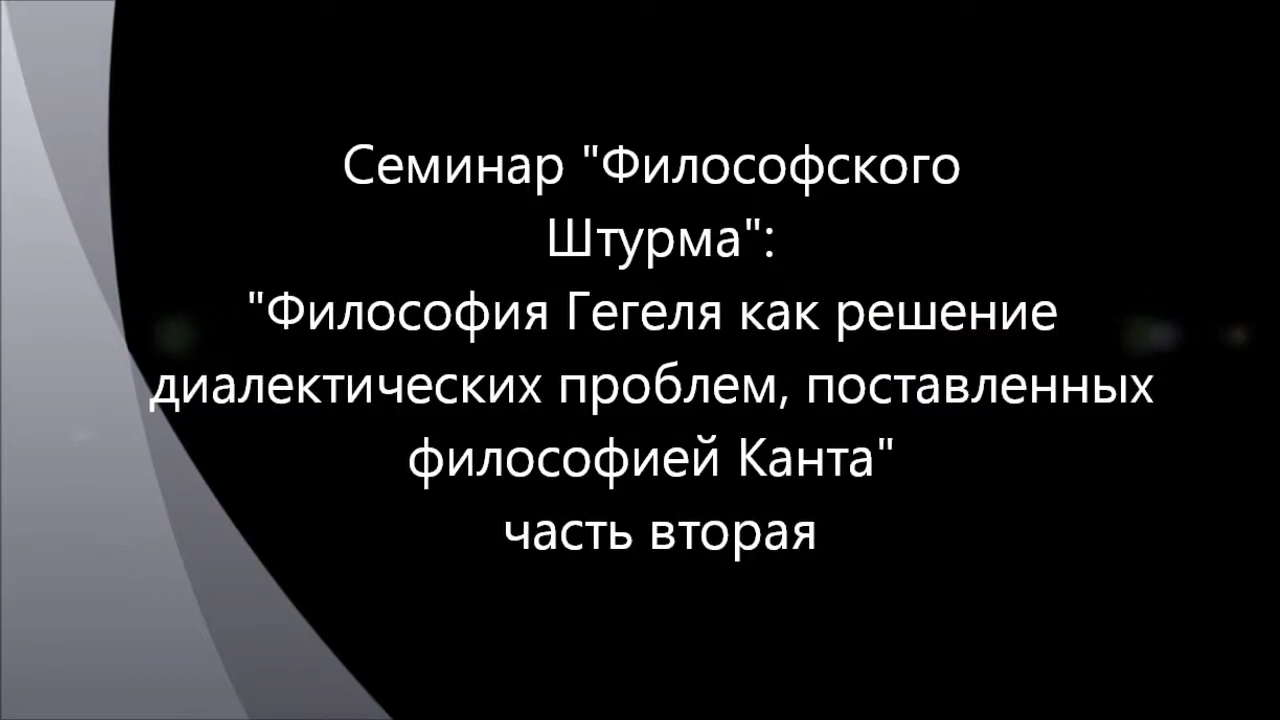 Семинар "Философского
Штурма":
"Философия Гегеля как решение
диалектических проблем, поставленных
философией Канта"
часть вторая